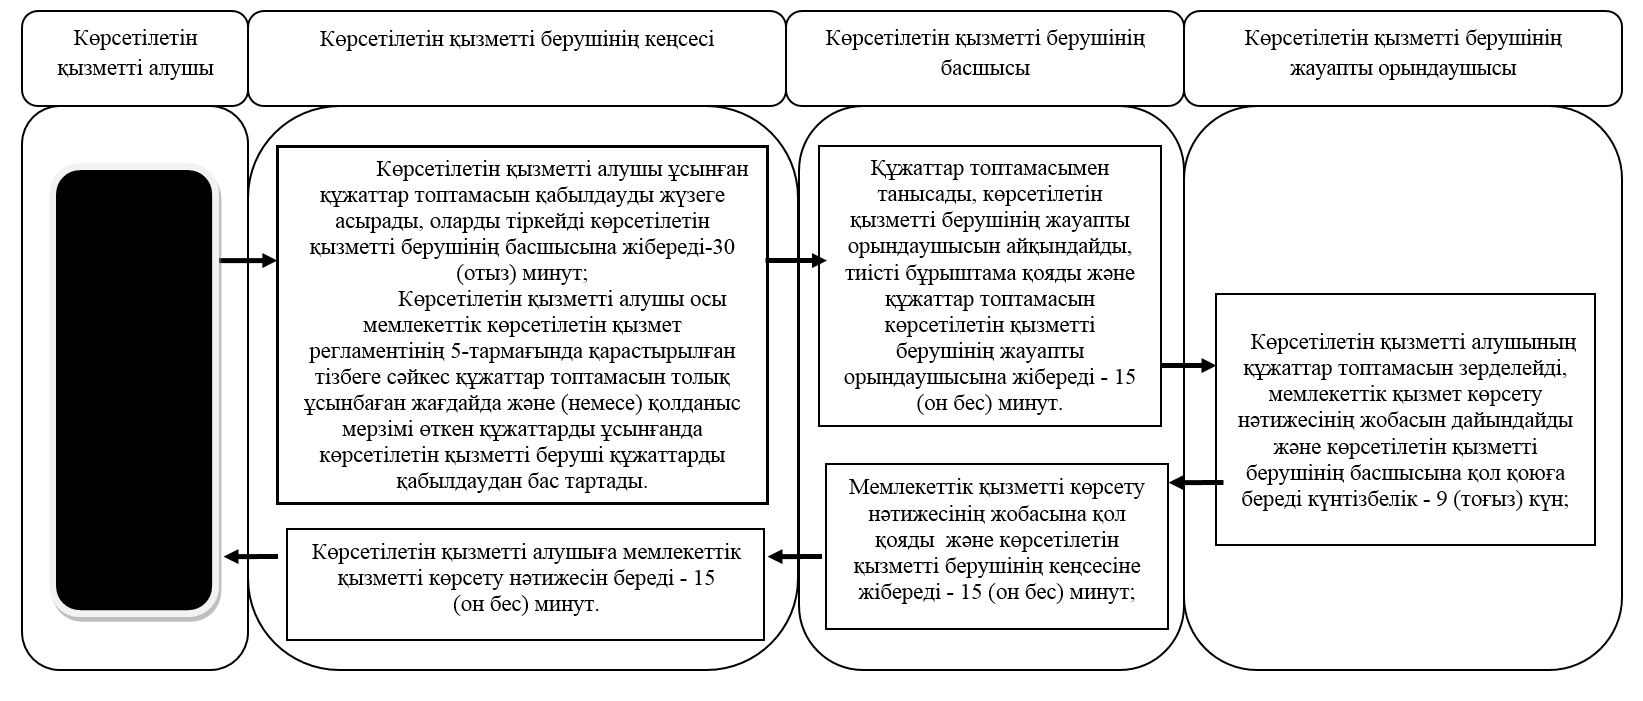 Көрсетілетін
қызметті алушы
Көрсетілетін қызметті берушінің кеңсесі
Көрсетілетін қызметті берушінің
басшысы
Көрсетілетін қызметті берушінің
жауапты орындаушысы
Көрсетілетін қызметті алушы ұсынған
құжаттар топтамасын қабылдауды жүзеге
асырады, оларды тіркейді көрсетілетін
қызметті берушінің басшысына жібереді-30
(отыз) минут;
Көрсетілетін қызметті алушы осы
мемлекеттік көрсетілетін қызмет
регламентінің 5-тармағында қарастырылған
тізбеге сәйкес құжаттар топтамасын толық
ұсынбаған жағдайда және (немесе) қолданыс
мерзімі өткен құжаттарды ұсынғанда
көрсетілетін қызметті беруші құжаттарды
қабылдаудан бас тартады.
Құжаттар топтамасымен
танысады, көрсетілетін
қызметті берушінің жауапты
орындаушысын айқындайды,
тиісті бұрыштама қояды және
құжаттар топтамасын
көрсетілетін қызметті
берушінің жауапты
орындаушысына жібереді - 15
(он бес) минут.
Көрсетілетін қызметті алушының
құжаттар топтамасын зерделейді,
мемлекеттік қызмет көрсету
нәтижесінің жобасын дайындайды
және көрсетілетін қызметті
берушінің басшысына қол қоюға
береді күнтізбелік - 9 (тоғыз) күн;
Мемлекеттік қызметті көрсету
нәтижесінің жобасына қол
қояды  және көрсетілетін
қызметті берушінің кеңсесіне
жібереді - 15 (он бес) минут;
Көрсетілетін қызметті алушыға мемлекеттік
қызметті көрсету нәтижесін береді - 15
(он бес) минут.